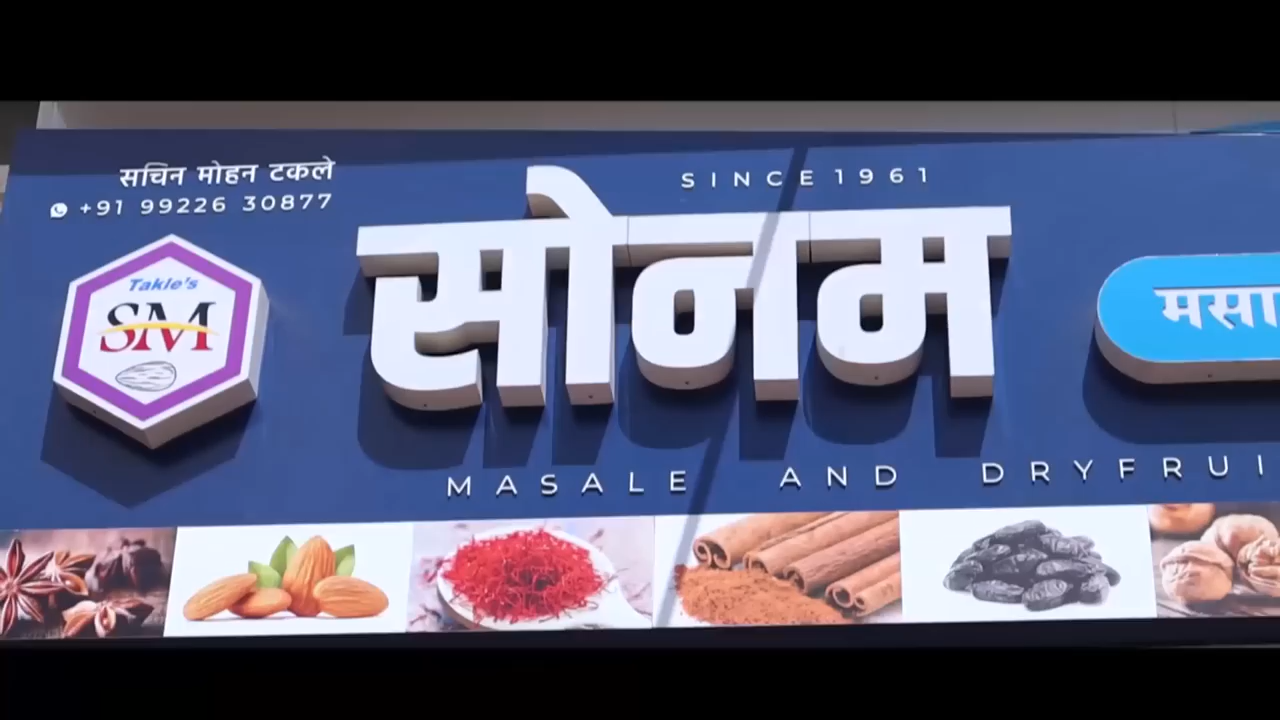 सचिन मोहन टकले
+91 99226 30877
SINCE 1961
Takle's
SM
सोनम
MASALE AND